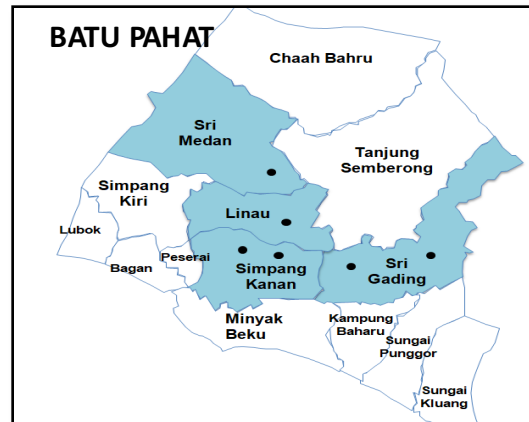 BATU PAHAT
Chaah Bahru
Sri
Medan
Tanjung
Semberong
Simpang
Kiri
Linau
Lubok
Peserai
Bagan
Simpang
Kanan
Sri
Gading
Minyak
Beku
Kampung
Baharu
Sungai
Punggor
Sungai
Kluang